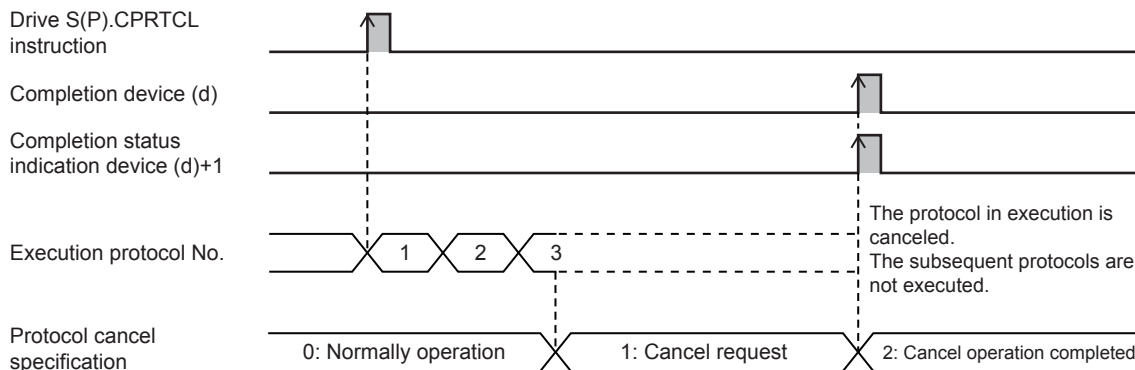 Drive S(P).CPRTCL
instruction
Completion device (d)
Completion status
indication device (d)+1
The protocol in execution is
canceled.
The subsequent protocols are
not executed.
Execution protocol No.
1
2
3
Protocol cancel
specification
0: Normally operation
1: Cancel request
2: Cancel operation completed